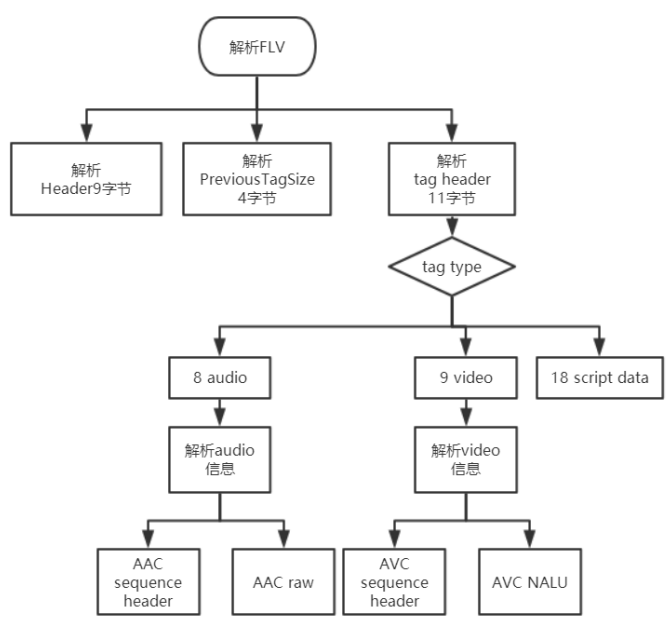 解析FLV
解析
Header9字节
解析
PreviousTagSize
4字节
解析
tag header
11字节
tag type
8 audio
9 video
18 script data
解析audio
信息
解析video
信息
AAC
sequence
header
AAC raw
AVC
sequence
header
AVC NALU